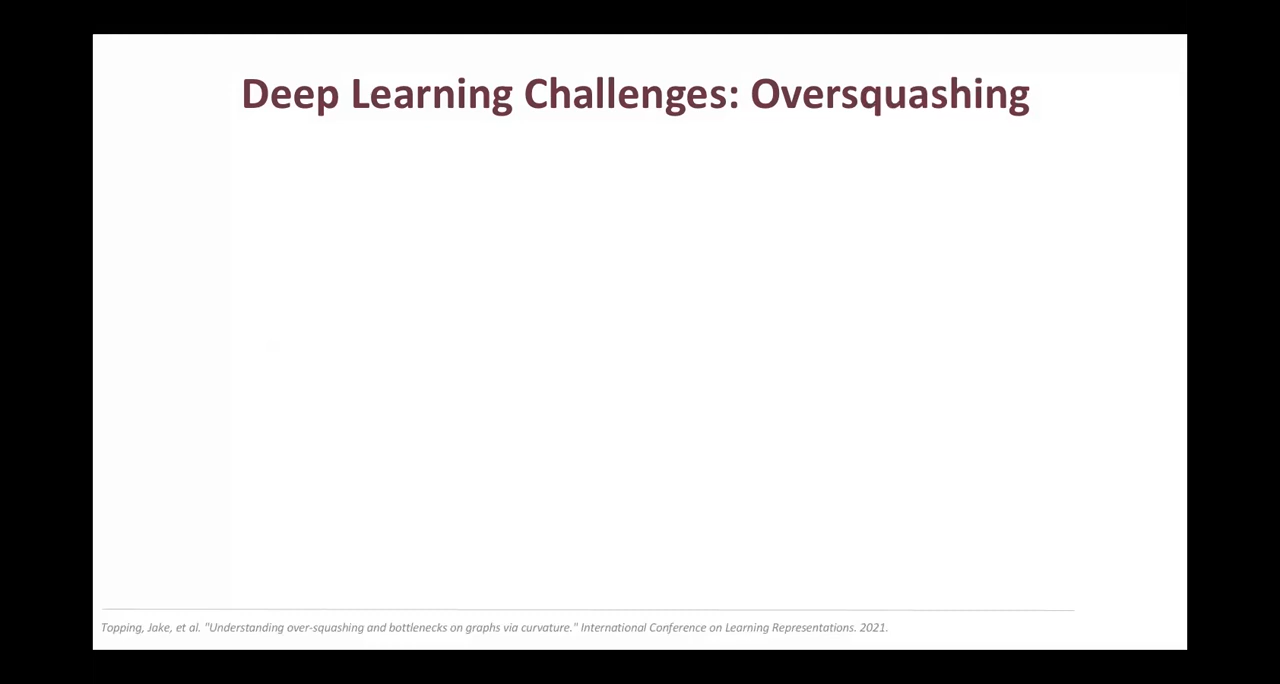 Deep Learning Challenges: Oversquashing
Topping, Jake, et al. "Understanding over-squashing and bottlenecks on graphs via curvature." International Conference on Learning Representations. 2021.